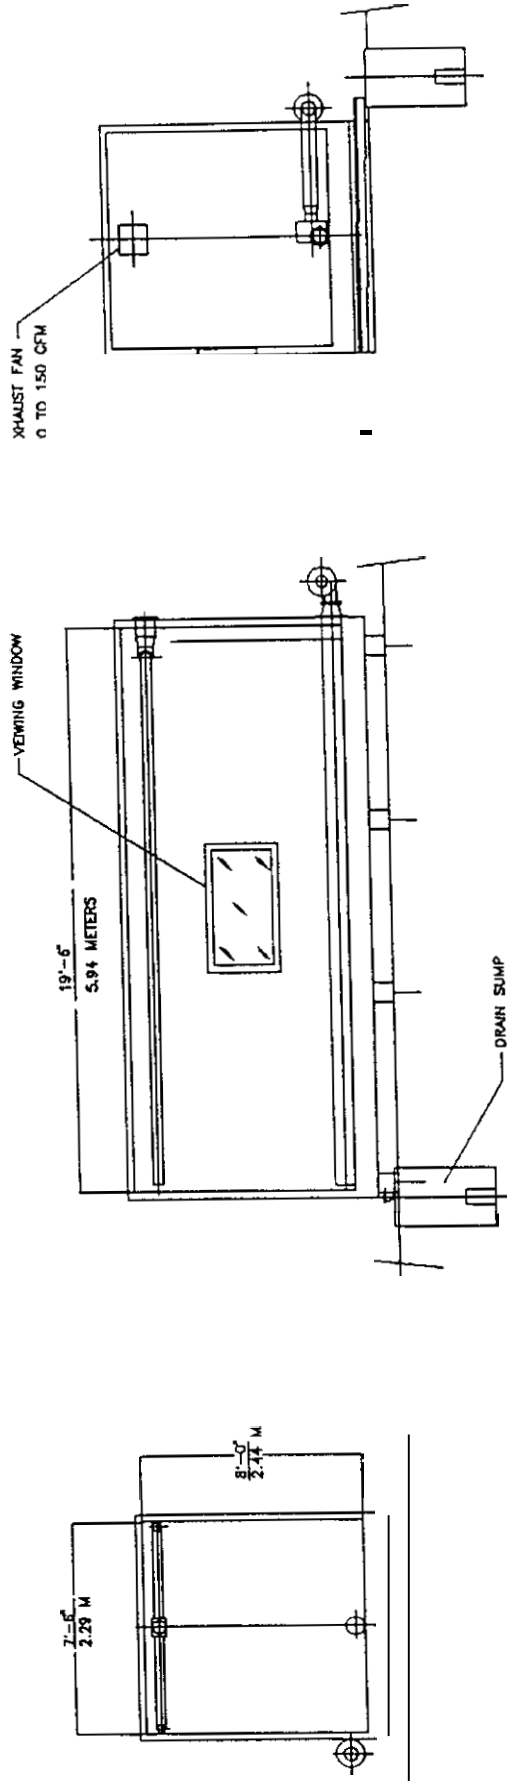 XHAUST FAN
0 TO 150 CFM
VEIWING WINDOW
19'-6"
5.94 METERS
DRAIN SUMP
8'-0"
2.44 M
7'-6"
2.29 M